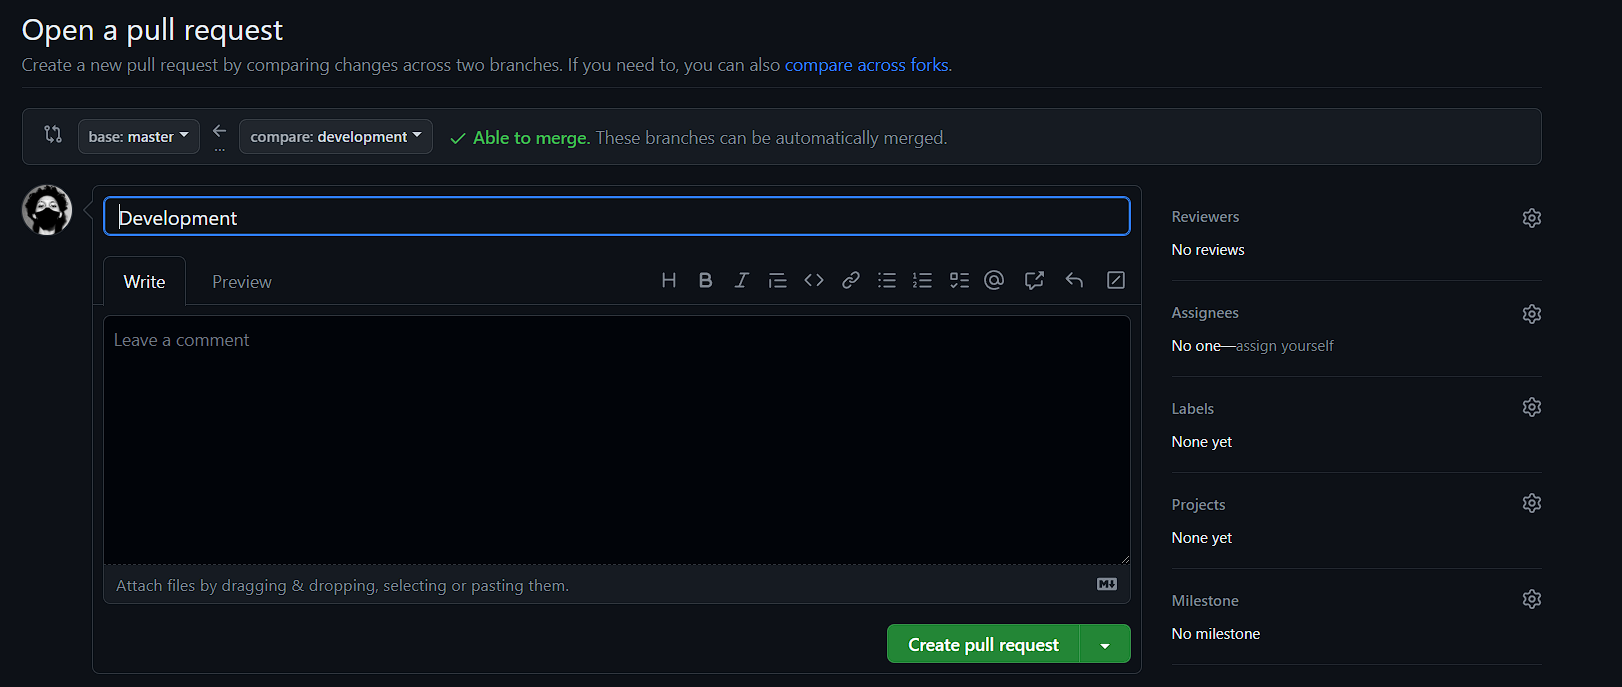 Open a pull request
Create a new pull request by comparing changes across two branches. If you need to, you can also compare across forks.
base: master ← ... compare: development ✓ Able to merge. These branches can be automatically merged.
Development
Write Preview H B I @
Leave a comment
Attach files by dragging & dropping, selecting or pasting them. M↓
Create pull request
Reviewers
No reviews
Assignees
No one—assign yourself
Labels
None yet
Projects
None yet
Milestone
No milestone